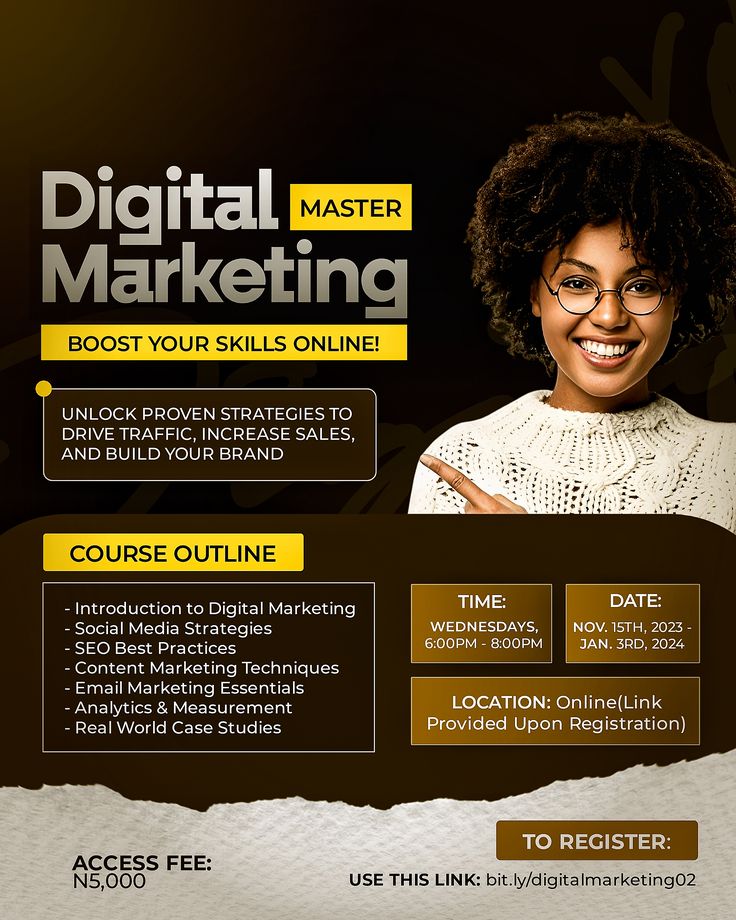 Digital MASTER
Marketing
BOOST YOUR SKILLS ONLINE!
UNLOCK PROVEN STRATEGIES TO
DRIVE TRAFFIC, INCREASE SALES,
AND BUILD YOUR BRAND
COURSE OUTLINE
- Introduction to Digital Marketing
- Social Media Strategies
- SEO Best Practices
- Content Marketing Techniques
- Email Marketing Essentials
- Analytics & Measurement
- Real World Case Studies
TIME:
WEDNESDAYS,
6:00PM - 8:00PM
DATE:
NOV. 15TH, 2023 -
JAN. 3RD, 2024
LOCATION: Online(Link
Provided Upon Registration)
ACCESS FEE:
N5,000
TO REGISTER:
USE THIS LINK: bit.ly/digitalmarketing02